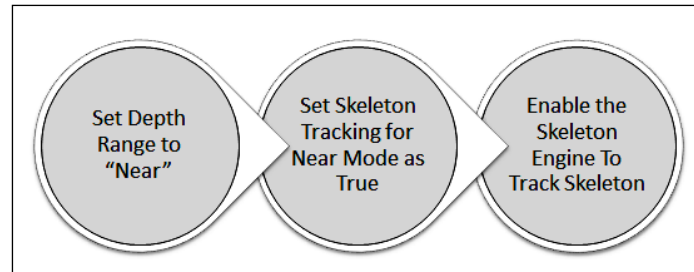 Set Depth
Range to
“Near”
Set Skeleton
Tracking for
Near Mode as
True
Enable the
Skeleton
Engine To
Track Skeleton